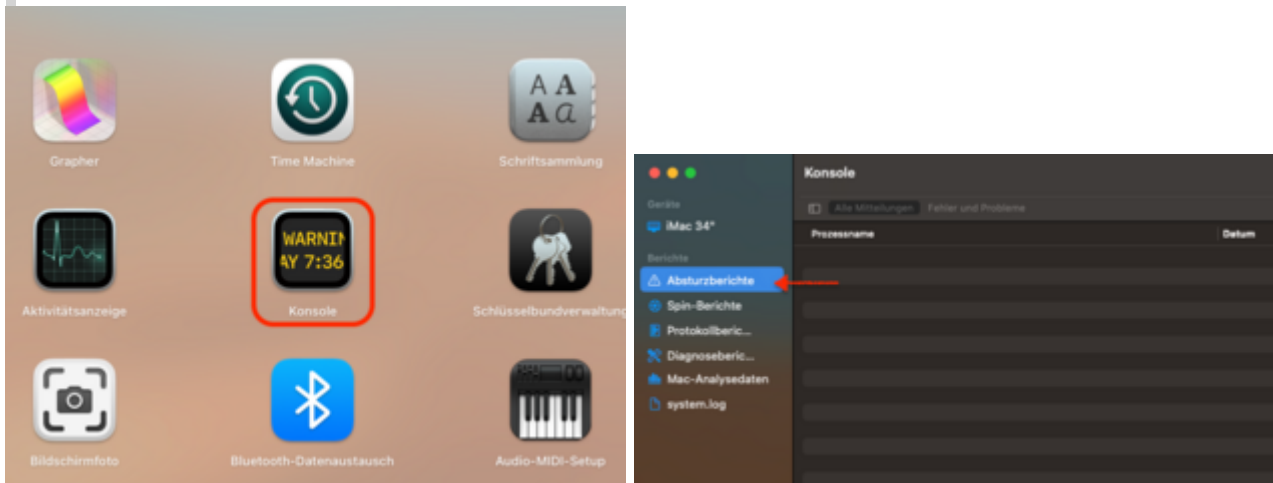 Grapher
Time Machine
A A
A a
Schriftsammlung
Aktivitätsanzeige
WARNIN
AY 7:36
Konsole
Schlüsselbundverwaltung
Bildschirmfoto
Bluetooth-Datenaustausch
Audio-MIDI-Setup
Konsole
Geräte
Alle Mitteilungen
Fehler und Probleme
iMac 34"
Prozessname
Datum
Berichte
Absturzberichte
Spin-Berichte
Protokollberic...
Diagnoseberic...
Mac-Analysedaten
system.log